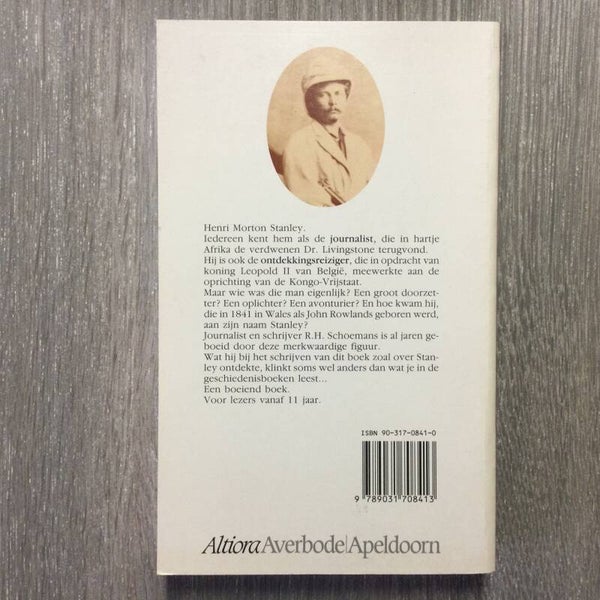 Henri Morton Stanley.
Iedereen kent hem als de journalist, die in hartje
Afrika de verdwenen Dr. Livingstone terugvond.
Hij is ook de ontdekkingsreiziger, die in opdracht van
koning Leopold II van België, meewerkte aan de
oprichting van de Kongo-Vrijstaat.
Maar wie was die man eigenlijk? Een groot doorzet-
ter? Een oplichter? Een avonturier? En hoe kwam hij,
die in 1841 in Wales als John Rowlands geboren werd,
aan zijn naam Stanley?
Journalist en schrijver R.H. Schoemans is al jaren ge-
boeid door deze merkwaardige figuur.
Wat hij bij het schrijven van dit boek zoal over Stan-
ley ontdekte, klinkt soms wel anders dan wat je in de
geschiedenisboeken leest...
Een boeiend boek.
Voor lezers vanaf 11 jaar.
ISBN 90-317-0841-0
9 789031 708413
Altiora Averbode|Apeldoorn